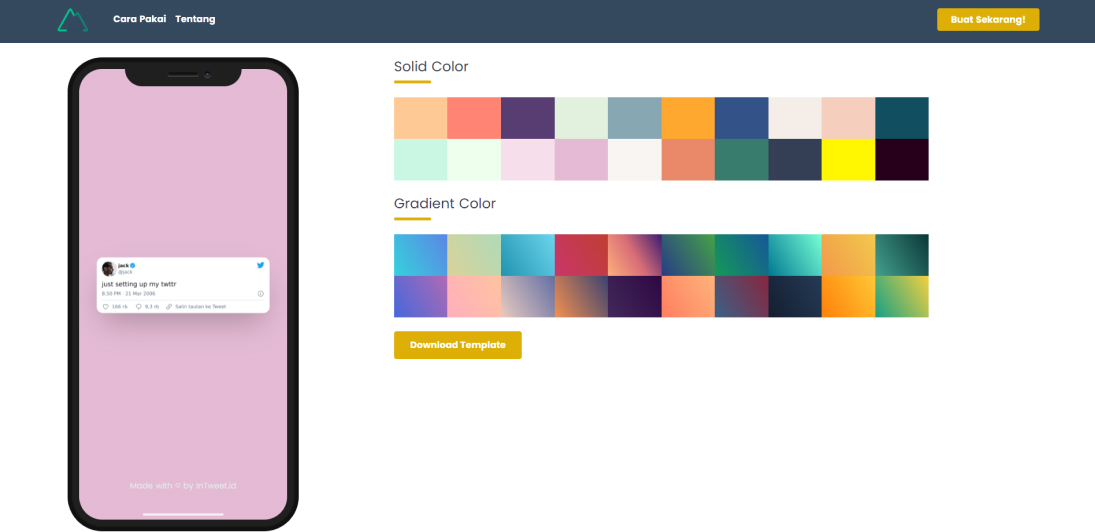 Cara Pakai Tentang
Buat Sekarang!
jack
@jack
just setting up my twttr
8.50 PM · 21 Mar 2006
166 rb 9,3 rb Salin tautan ke Tweet
Made with ♡ by InTweet.id
Solid Color
Gradient Color
Download Template